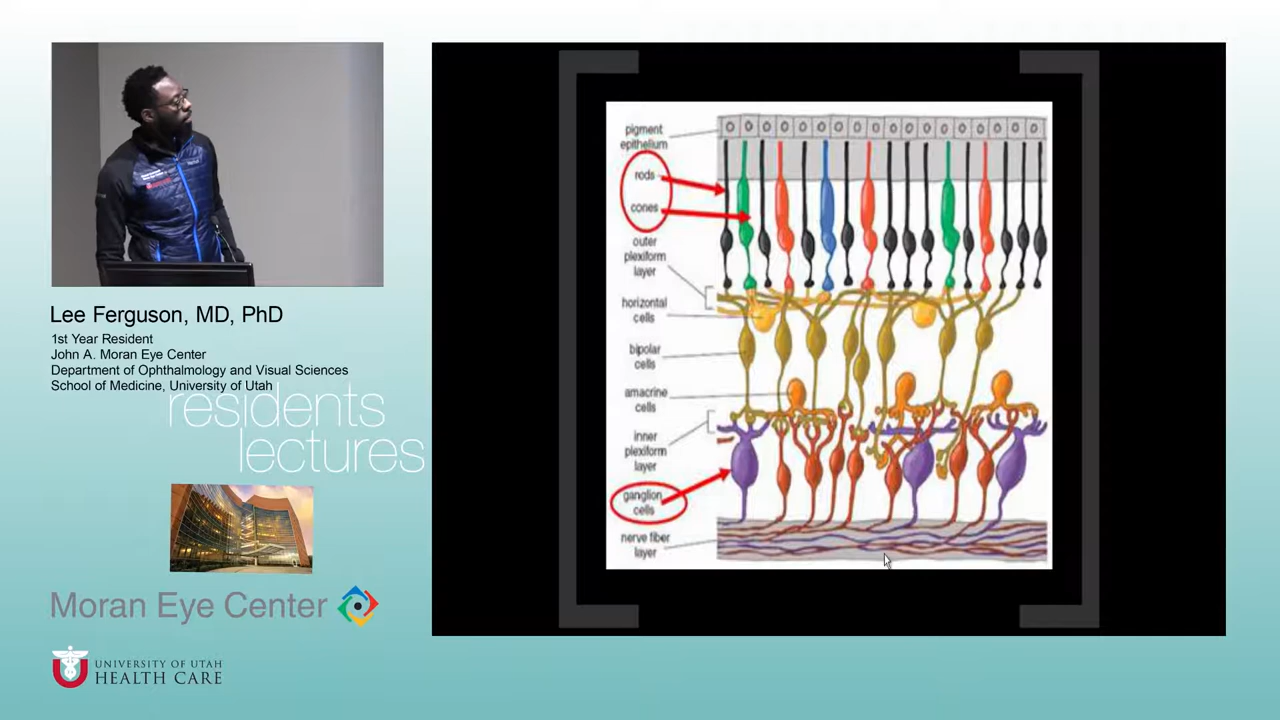 Lee Ferguson, MD, PhD
1st Year Resident
John A. Moran Eye Center
Department of Ophthalmology and Visual Sciences
School of Medicine, University of Utah
residents
lectures
Moran Eye Center
UNIVERSITY OF UTAH
HEALTH CARE
pigment
epithelium
rods
cones
outer
plexiform
layer
horizontal
cells
bipolar
cells
amacrine
cells
inner
plexiform
layer
ganglion
cells
nerve fiber
layer